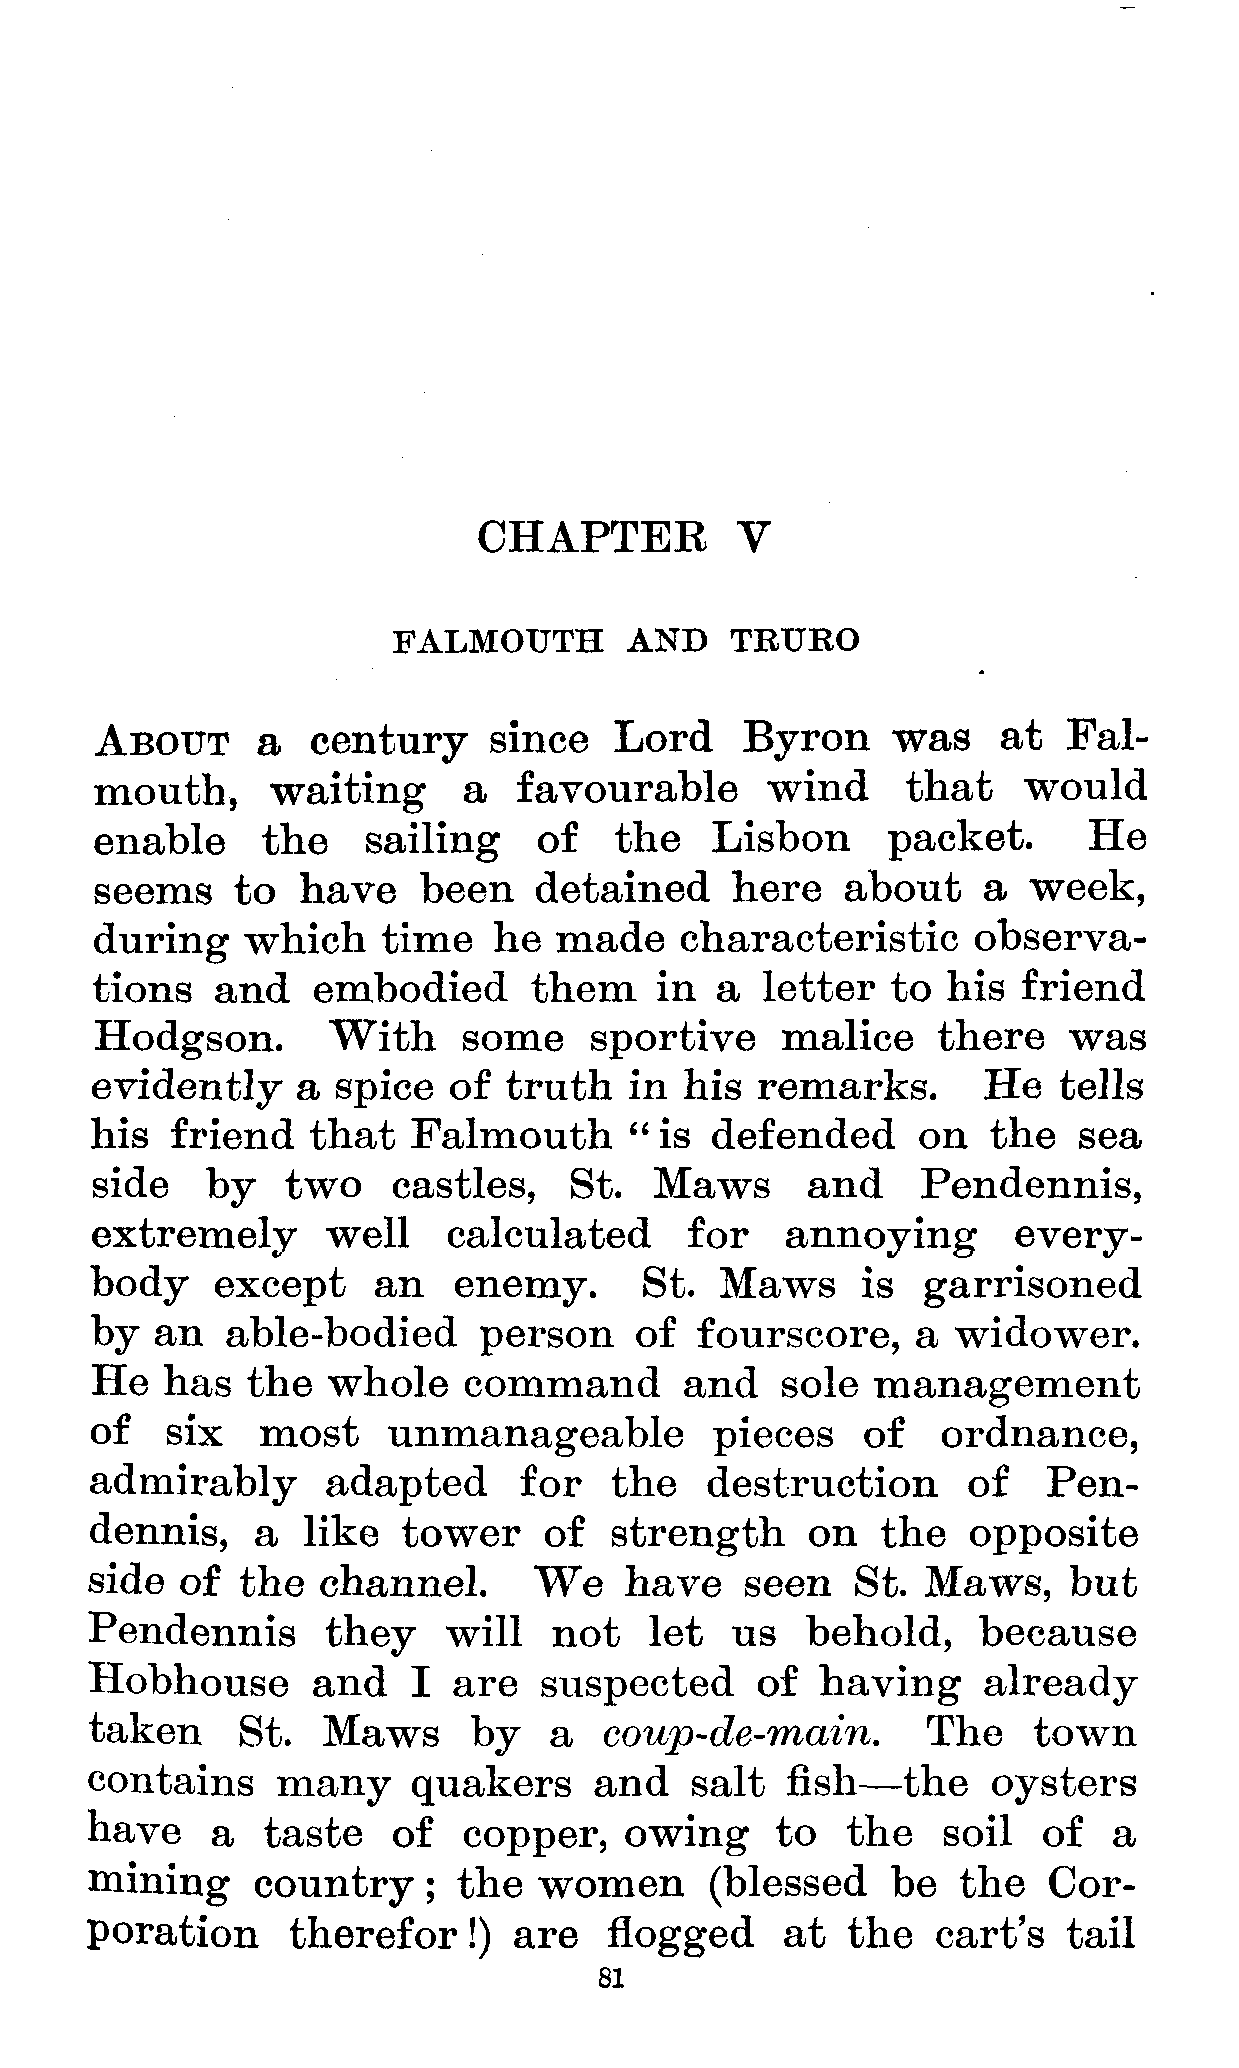 CHAPTER V
FALMOUTH AND TRURO
ABOUT a century since Lord Byron was at Fal-
mouth, waiting a favourable wind that would
enable the sailing of the Lisbon packet. He
seems to have been detained here about a week,
during which time he made characteristic observa-
tions and embodied them in a letter to his friend
Hodgson. With some sportive malice there was
evidently a spice of truth in his remarks. He tells
his friend that Falmouth “is defended on the sea
side by two castles, St. Maws and Pendennis,
extremely well calculated for annoying every-
body except an enemy. St. Maws is garrisoned
by an able-bodied person of fourscore, a widower.
He has the whole command and sole management
of six most unmanageable pieces of ordnance,
admirably adapted for the destruction of Pen-
dennis, a like tower of strength on the opposite
side of the channel. We have seen St. Maws, but
Pendennis they will not let us behold, because
Hobhouse and I are suspected of having already
taken St. Maws by a coup-de-main. The town
contains many quakers and salt fish—the oysters
have a taste of copper, owing to the soil of a
mining country; the women (blessed be the Cor-
poration therefor!) are flogged at the cart's tail
81